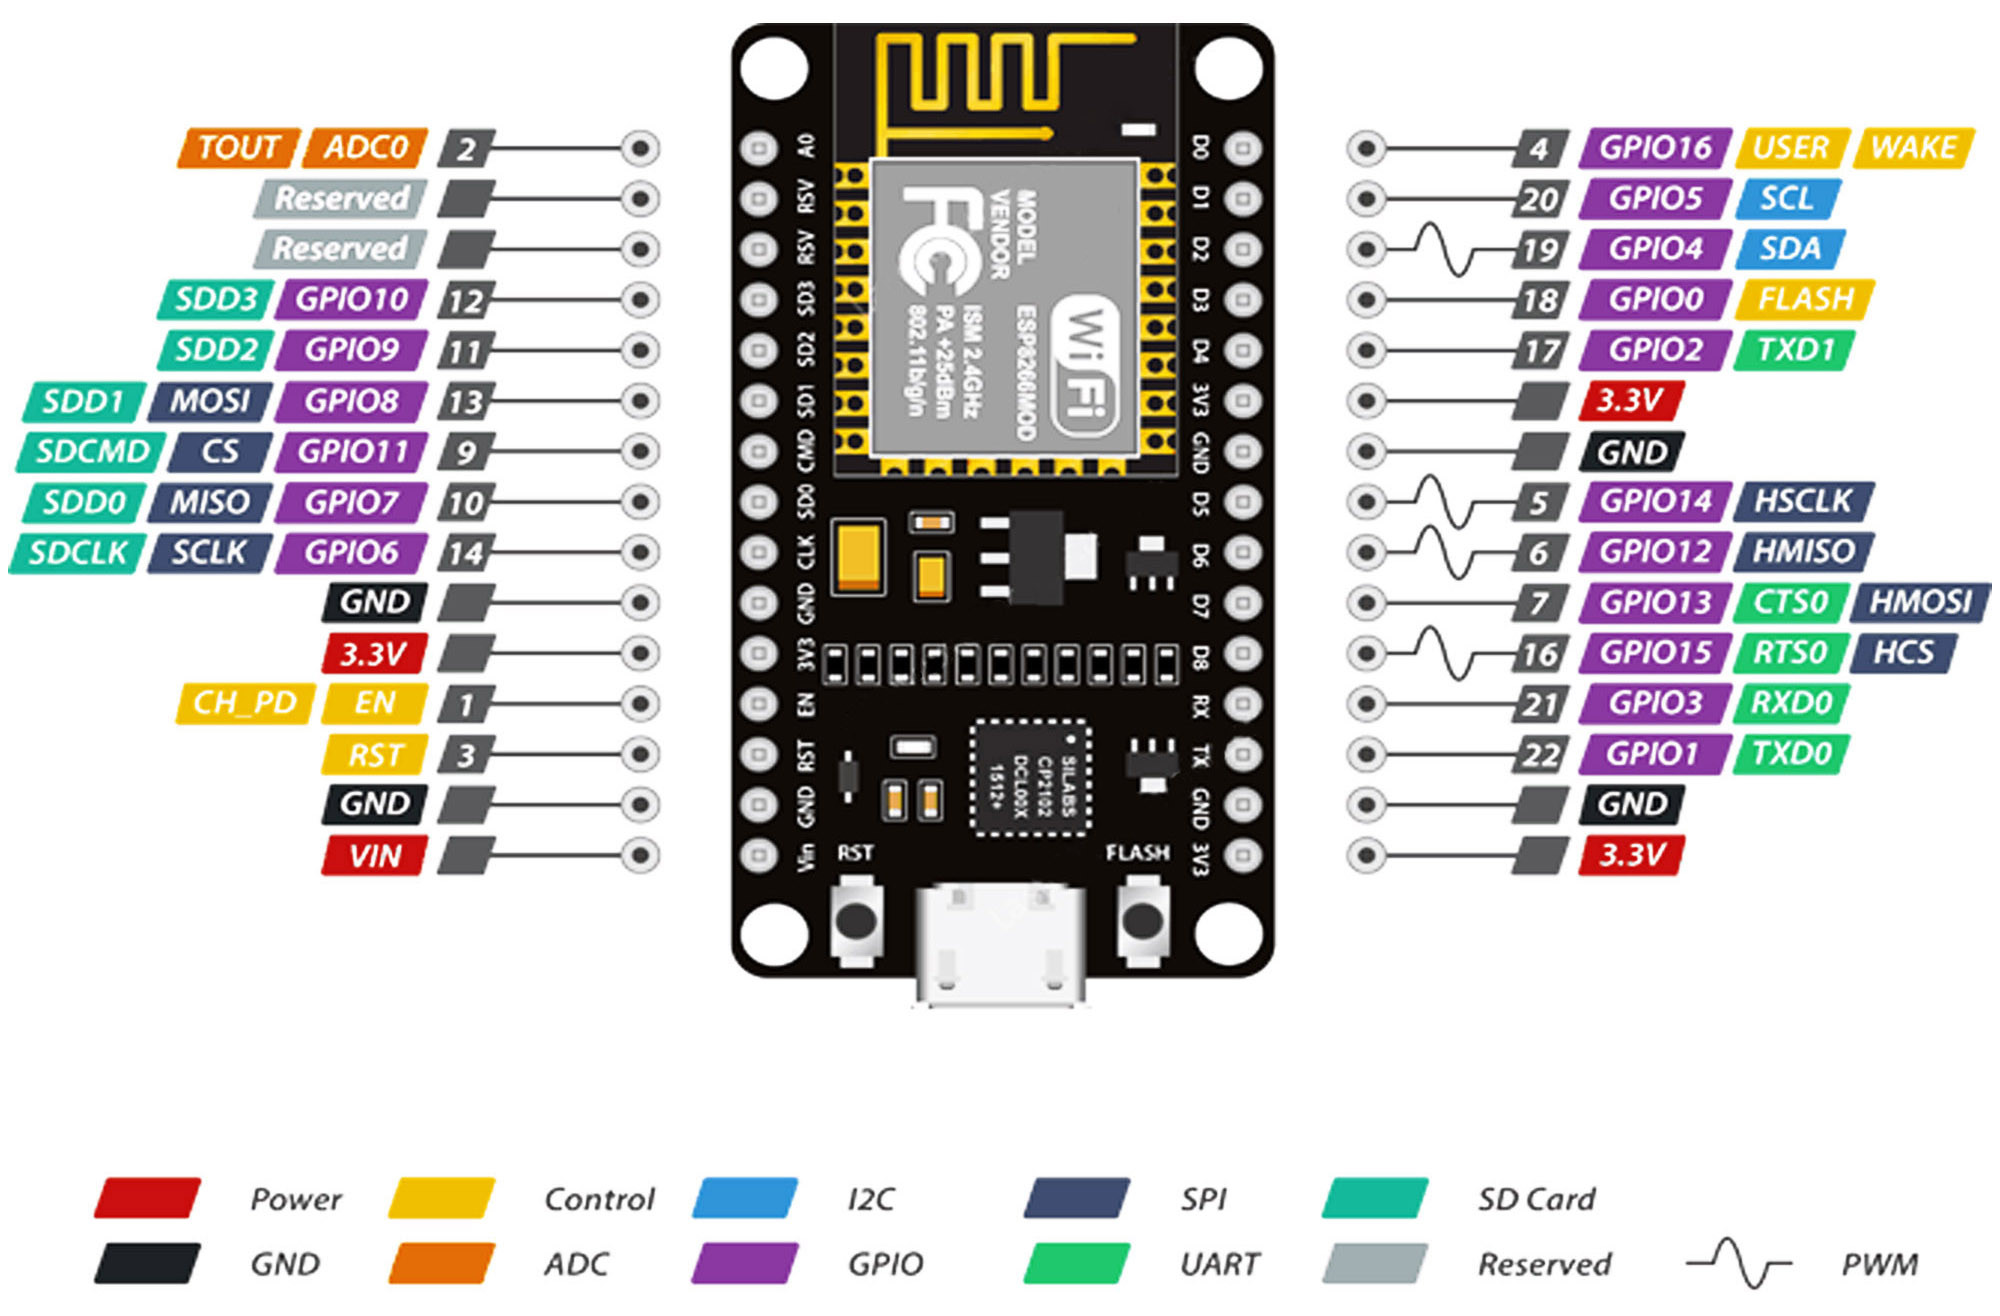 TOUT ADC0 2 A0 D0 4 GPIO16 USER WAKE
Reserved RSV D1 20 GPIO5 SCL
Reserved RSV D2 19 GPIO4 SDA
SDD3 GPIO10 12 SD3 D3 18 GPIO0 FLASH
SDD2 GPIO9 11 SD2 D4 17 GPIO2 TXD1
SDD1 MOSI GPIO8 13 SD1 3V3 3.3V
SDCMD CS GPIO11 9 CMD GND GND
SDD0 MISO GPIO7 10 SD0 D5 5 GPIO14 HSCLK
SDCLK SCLK GPIO6 14 CLK D6 6 GPIO12 HMISO
GND GND D7 7 GPIO13 CTS0 HMOSI
3.3V 3V3 D8 16 GPIO15 RTS0 HCS
CH_PD EN 1 EN RX 21 GPIO3 RXD0
RST 3 RST TX 22 GPIO1 TXD0
GND GND GND GND
VIN Vin 3V3 3.3V
MODEL
VENDOR
FC
WiFi
ESP8266MOD
ISM 2.4GHz
PA +25dBm
802.11b/g/n
SILABS
CP2102
DCL00X
1512+
RST FLASH
Power Control I2C SPI SD Card
GND ADC GPIO UART Reserved PWM